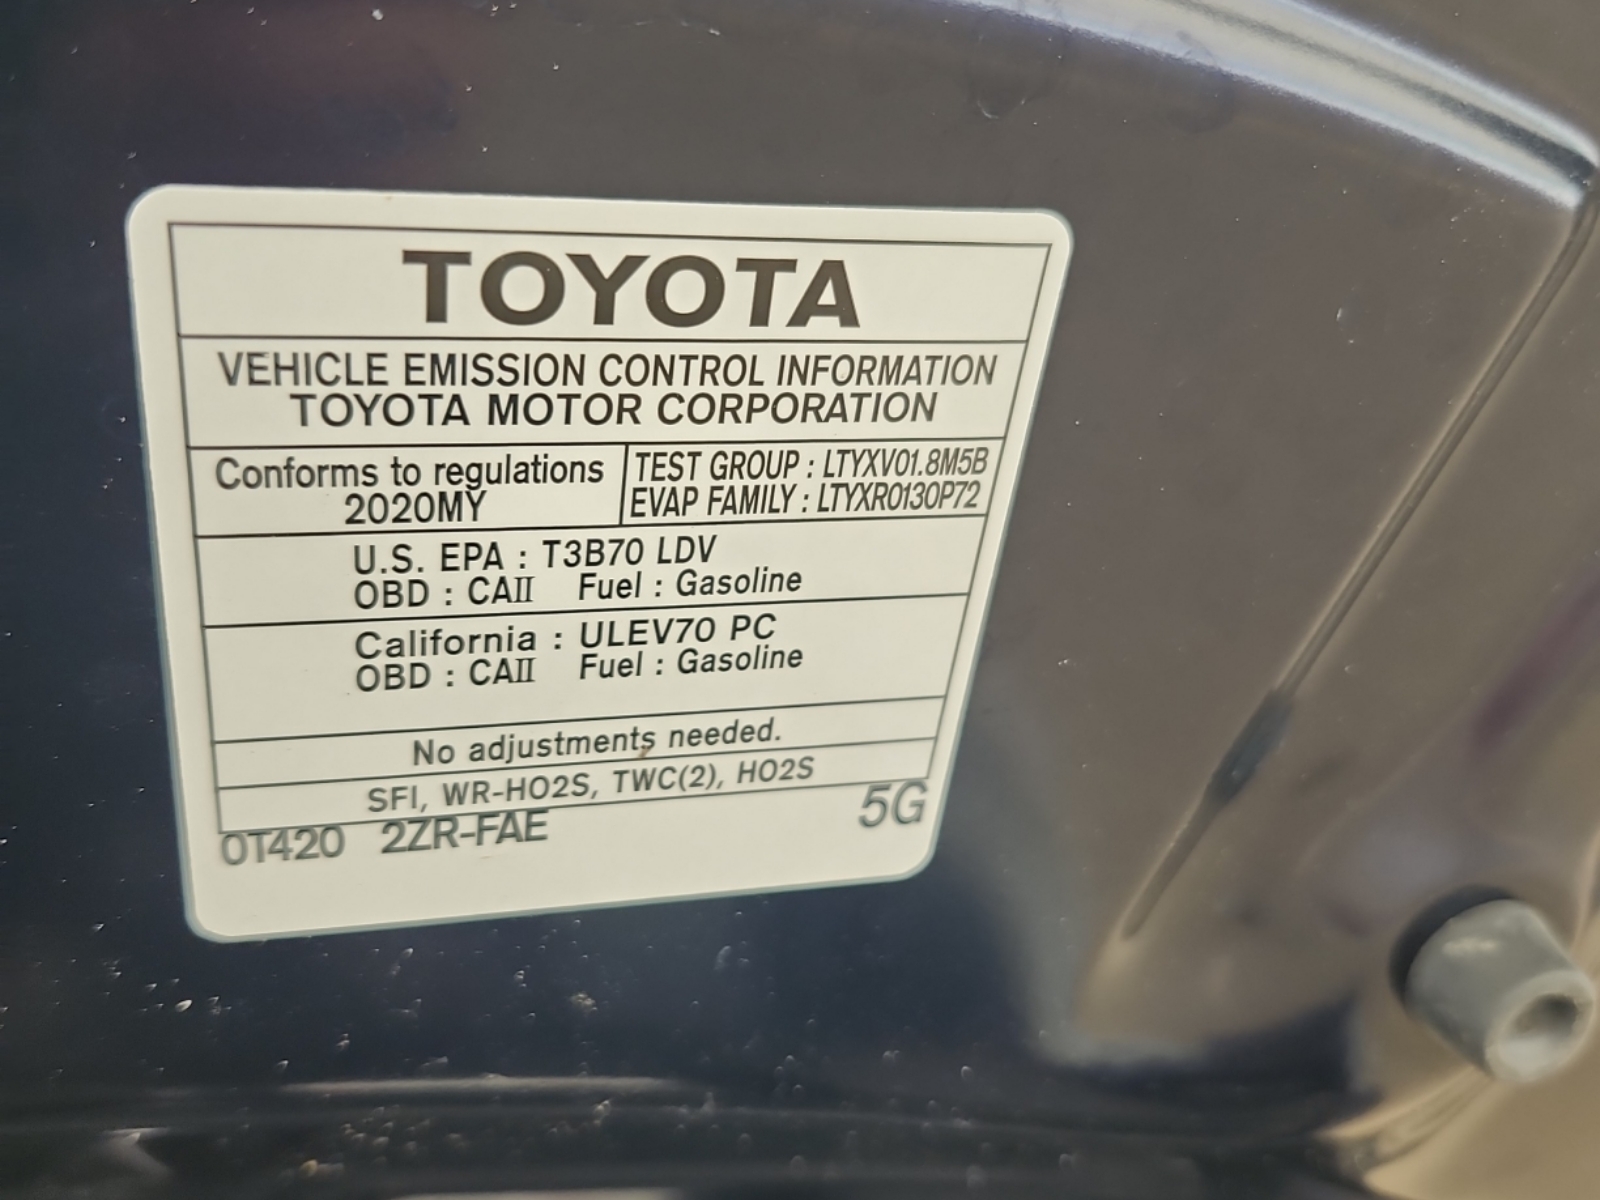 TOYOTA
VEHICLE EMISSION CONTROL INFORMATION
TOYOTA MOTOR CORPORATION
Conforms to regulations
2020MY
TEST GROUP : LTYXV01.8M5B
EVAP FAMILY : LTYXR0130P72
U.S. EPA : T3B70 LDV
OBD : CAII Fuel : Gasoline
California : ULEV70 PC
OBD : CAII Fuel : Gasoline
No adjustments needed.
SFI, WR-HO2S, TWC(2), HO2S
0T420 2ZR-FAE 5G